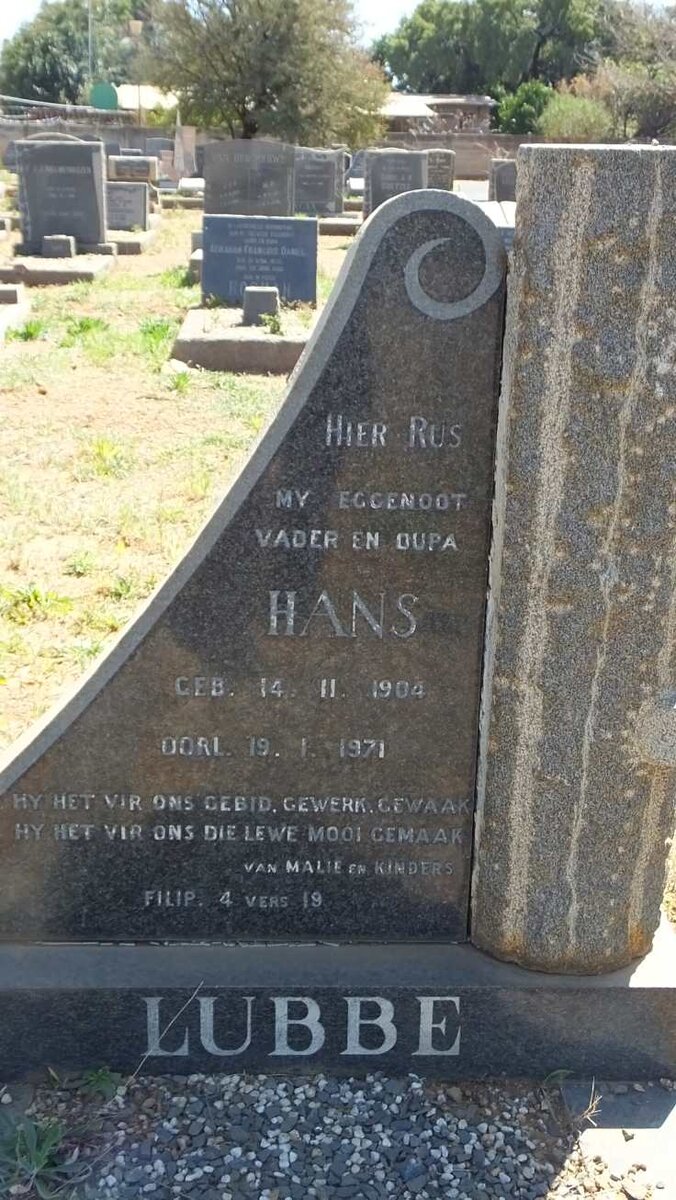 HIER RUS
MY EGGENOOT
VADER EN OUPA
HANS
GEB. 14. 11. 1904
OORL. 19. 1. 1971
HY HET VIR ONS GEBID, GEWERK, GEWAAK
HY HET VIR ONS DIE LEWE MOOI GEMAAK
VAN MALIE EN KINDERS
FILIP. 4 VERS 19
LUBBE